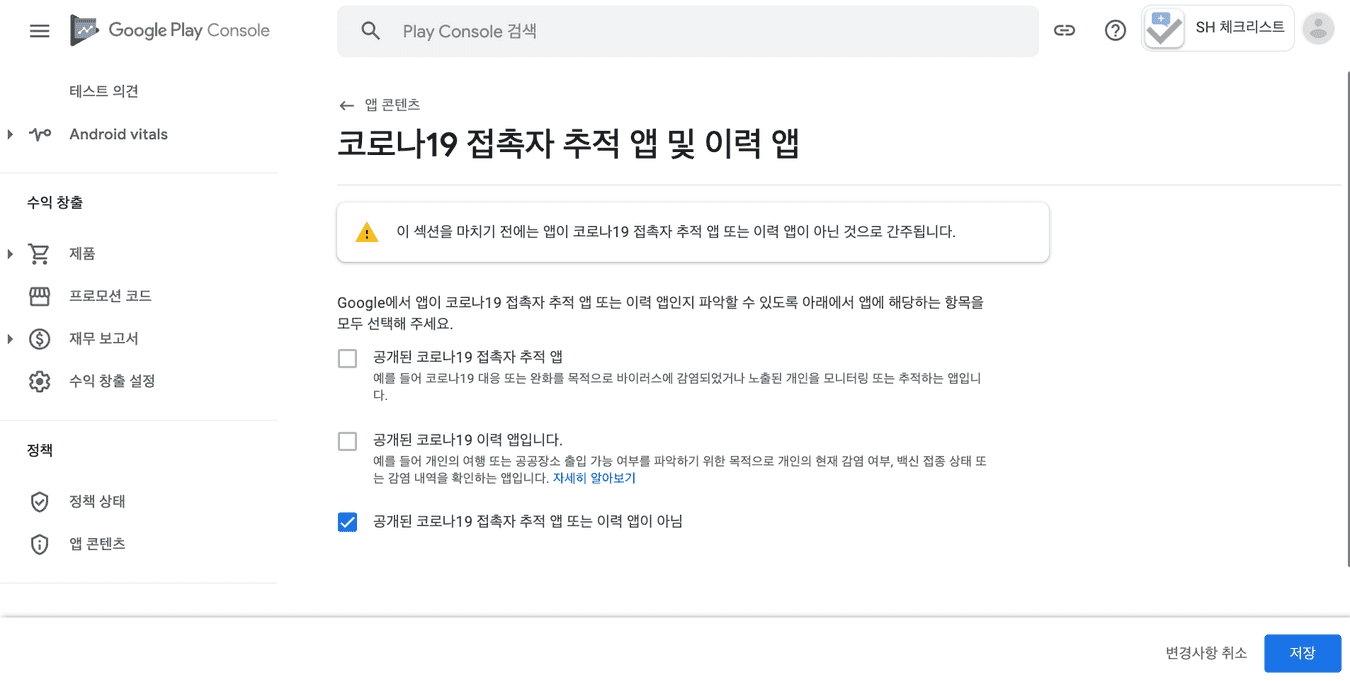 Google Play Console
Play Console 검색
SH 체크리스트
테스트 의견
Android vitals
수익 창출
제품
프로모션 코드
재무 보고서
수익 창출 설정
정책
정책 상태
앱 콘텐츠
앱 콘텐츠
코로나19 접촉자 추적 앱 및 이력 앱
이 섹션을 마치기 전에는 앱이 코로나19 접촉자 추적 앱 또는 이력 앱이 아닌 것으로 간주됩니다.
Google에서 앱이 코로나19 접촉자 추적 앱 또는 이력 앱인지 파악할 수 있도록 아래에서 앱에 해당하는 항목을
모두 선택해 주세요.
공개된 코로나19 접촉자 추적 앱
예를 들어 코로나19 대응 또는 완화를 목적으로 바이러스에 감염되었거나 노출된 개인을 모니터링 또는 추적하는 앱입니
다.
공개된 코로나19 이력 앱입니다.
예를 들어 개인의 여행 또는 공공장소 출입 가능 여부를 파악하기 위한 목적으로 개인의 현재 감염 여부, 백신 접종 상태 또
는 감염 내역을 확인하는 앱입니다. 자세히 알아보기
공개된 코로나19 접촉자 추적 앱 또는 이력 앱이 아님
변경사항 취소
저장